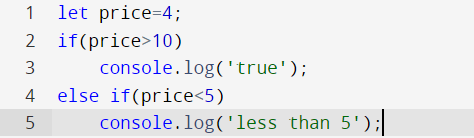 1 let price=4;
2 if(price>10)
3     console.log('true');
4 else if(price<5)
5     console.log('less than 5');